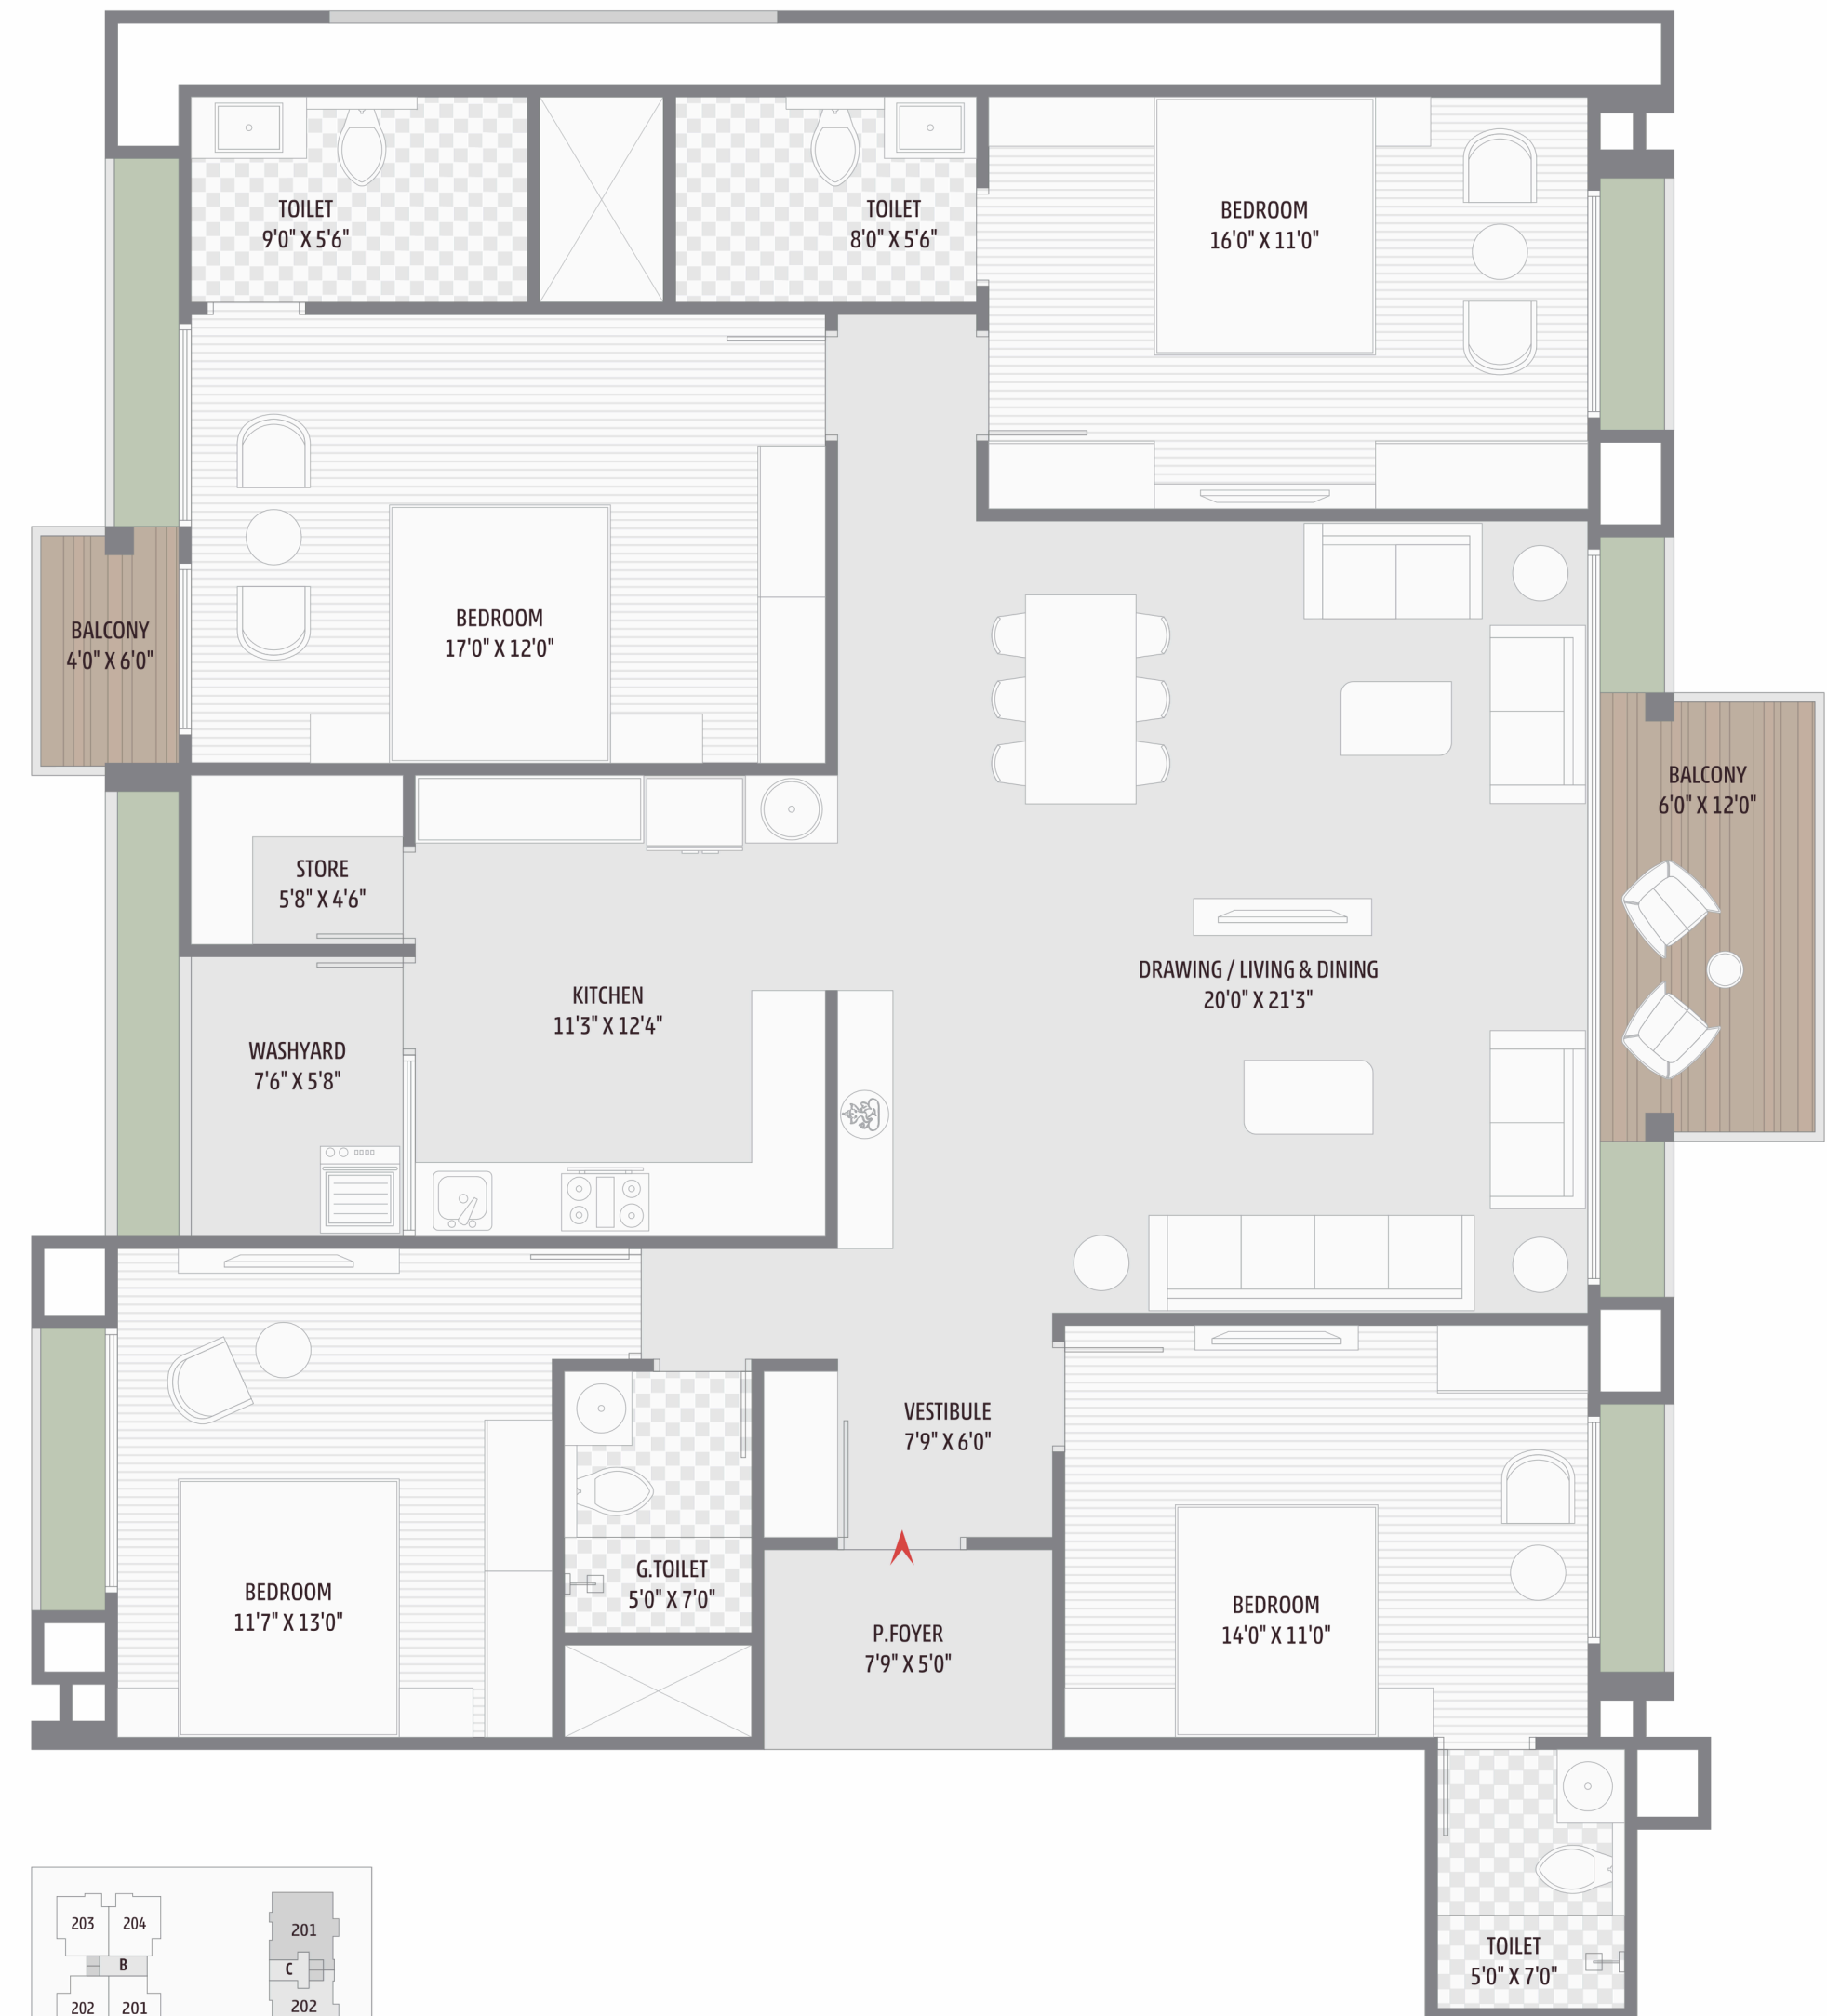 TOILET
9'0" X 5'6"
TOILET
8'0" X 5'6"
BEDROOM
16'0" X 11'0"
BEDROOM
17'0" X 12'0"
BALCONY
4'0" X 6'0"
BALCONY
6'0" X 12'0"
STORE
5'8" X 4'6"
KITCHEN
11'3" X 12'4"
DRAWING / LIVING & DINING
20'0" X 21'3"
WASHYARD
7'6" X 5'8"
VESTIBULE
7'9" X 6'0"
G.TOILET
5'0" X 7'0"
BEDROOM
11'7" X 13'0"
P.FOYER
7'9" X 5'0"
BEDROOM
14'0" X 11'0"
TOILET
5'0" X 7'0"
203
204
B
202
201
201
C
202